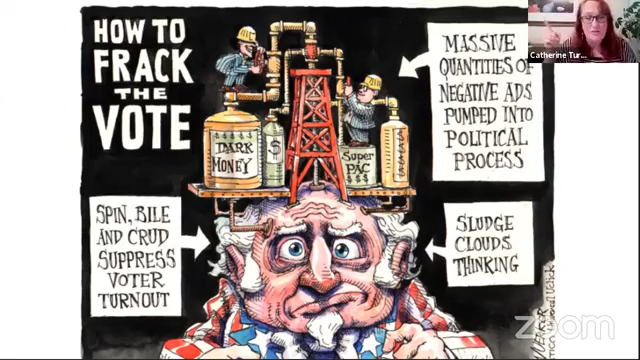 HOW TO
FRACK
THE
VOTE
MASSIVE
QUANTITIES OF
NEGATIVE ADS
PUMPED INTO
POLITICAL
PROCESS
Catherine Tur...
DARK
MONEY
$
Super
PAC
$$$
SPIN, BILE
AND CRUD
SUPPRESS
VOTER
TURNOUT
SLUDGE
CLOUDS
THINKING
zoom